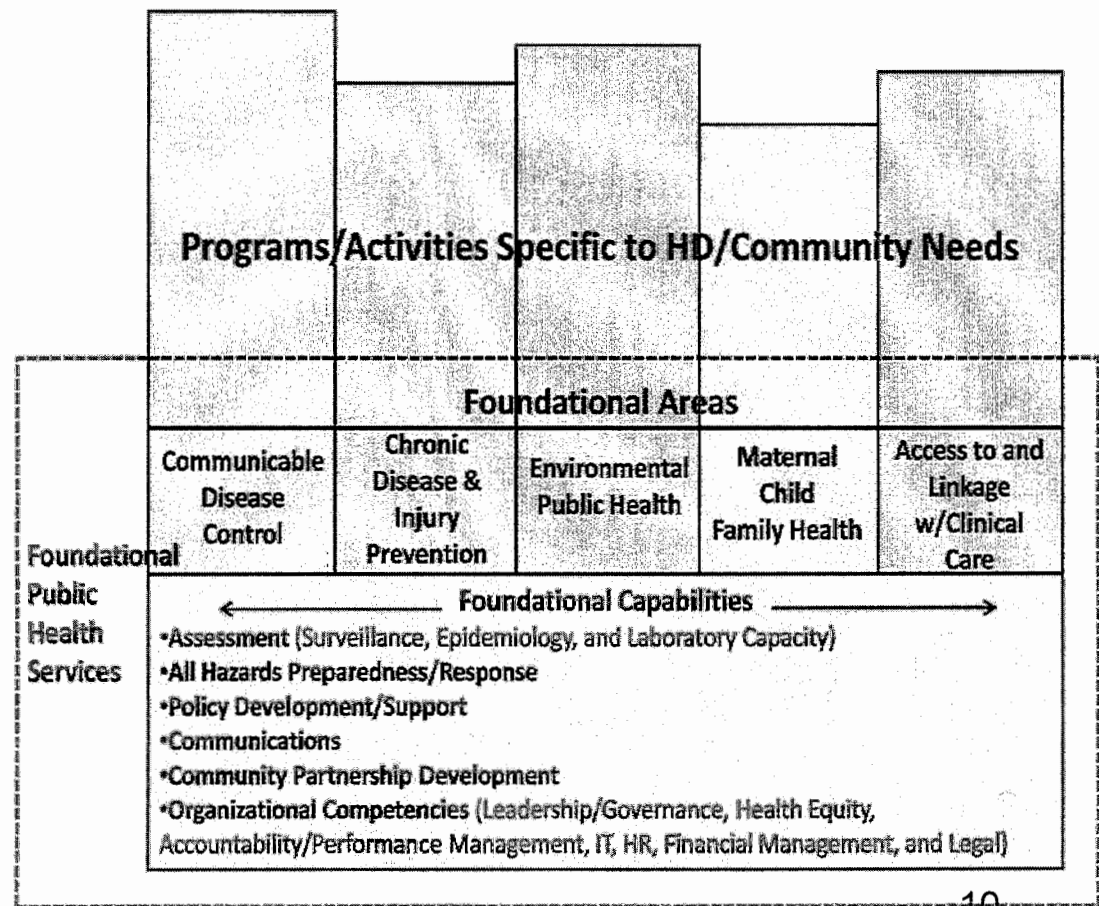 Programs/Activities Specific to HD/Community Needs
Foundational Areas
Communicable
Disease
Control
Chronic
Disease &
Injury
Prevention
Environmental
Public Health
Maternal
Child
Family Health
Access to and
Linkage
w/Clinical
Care
Foundational
Public
Health
Services
Foundational Capabilities
•Assessment (Surveillance, Epidemiology, and Laboratory Capacity)
•All Hazards Preparedness/Response
•Policy Development/Support
•Communications
•Community Partnership Development
•Organizational Competencies (Leadership/Governance, Health Equity,
Accountability/Performance Management, IT, HR, Financial Management, and Legal)
10